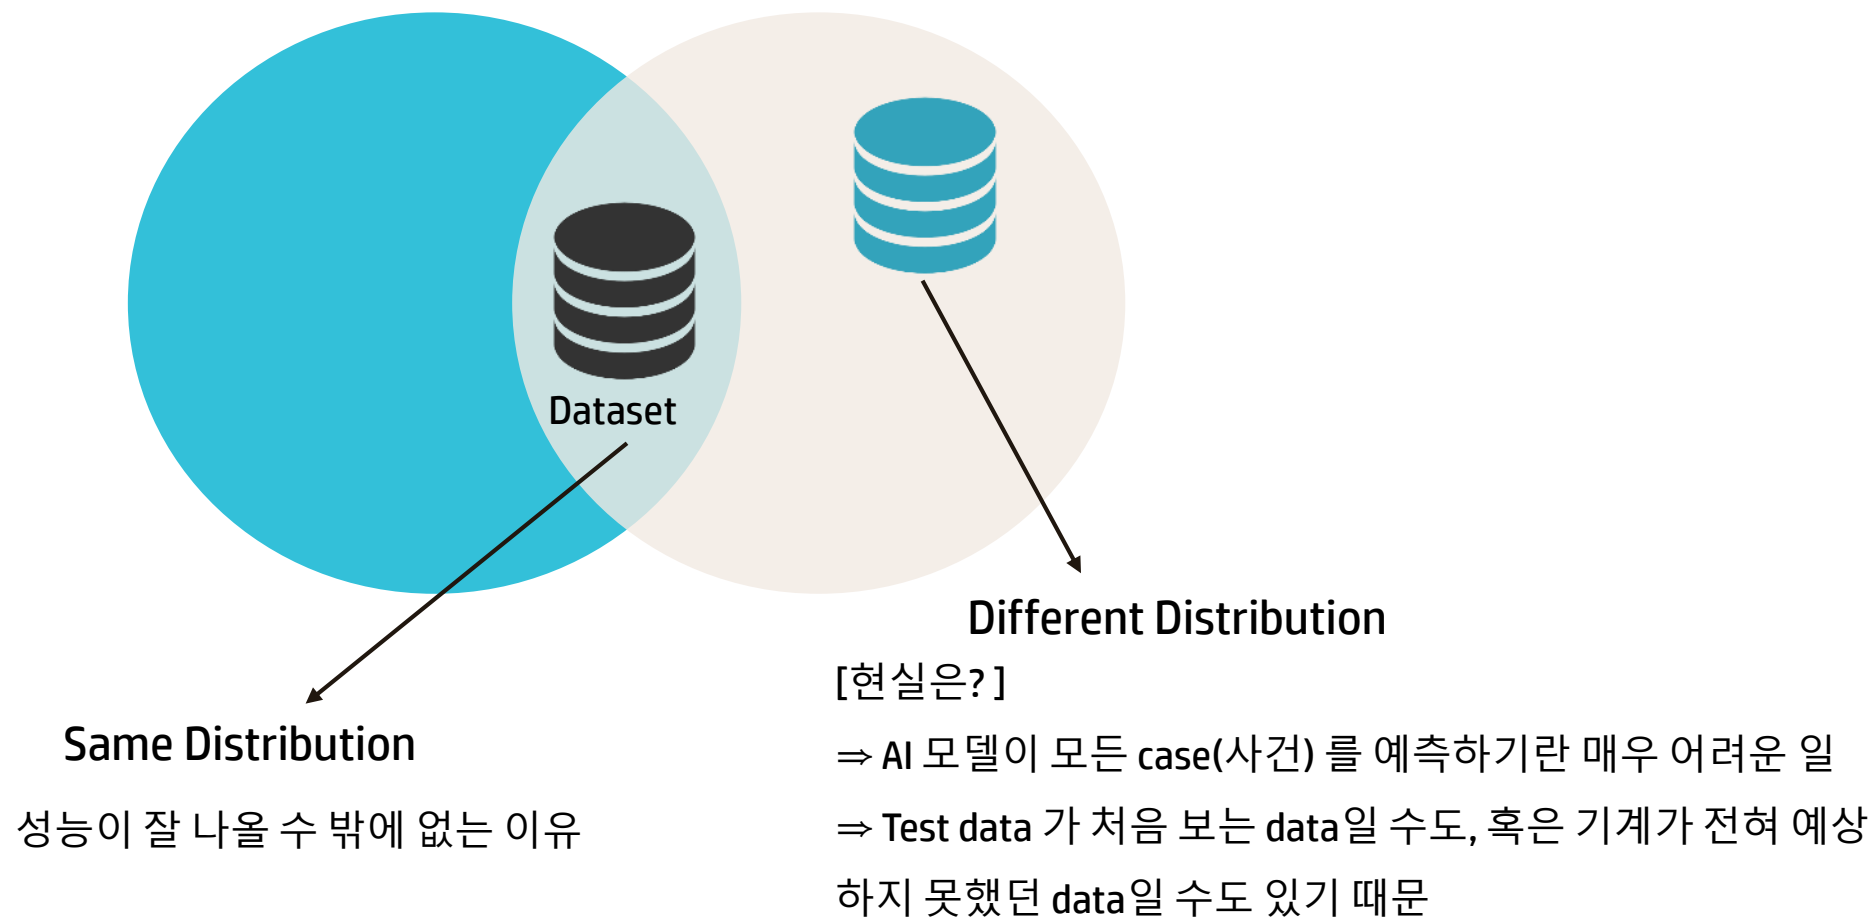 Dataset
Same Distribution
성능이 잘 나올 수 밖에 없는 이유
Different Distribution
[현실은? ]
⇒ AI 모델이 모든 case(사건) 를 예측하기란 매우 어려운 일
⇒ Test data 가 처음 보는 data일 수도, 혹은 기계가 전혀 예상
하지 못했던 data일 수도 있기 때문